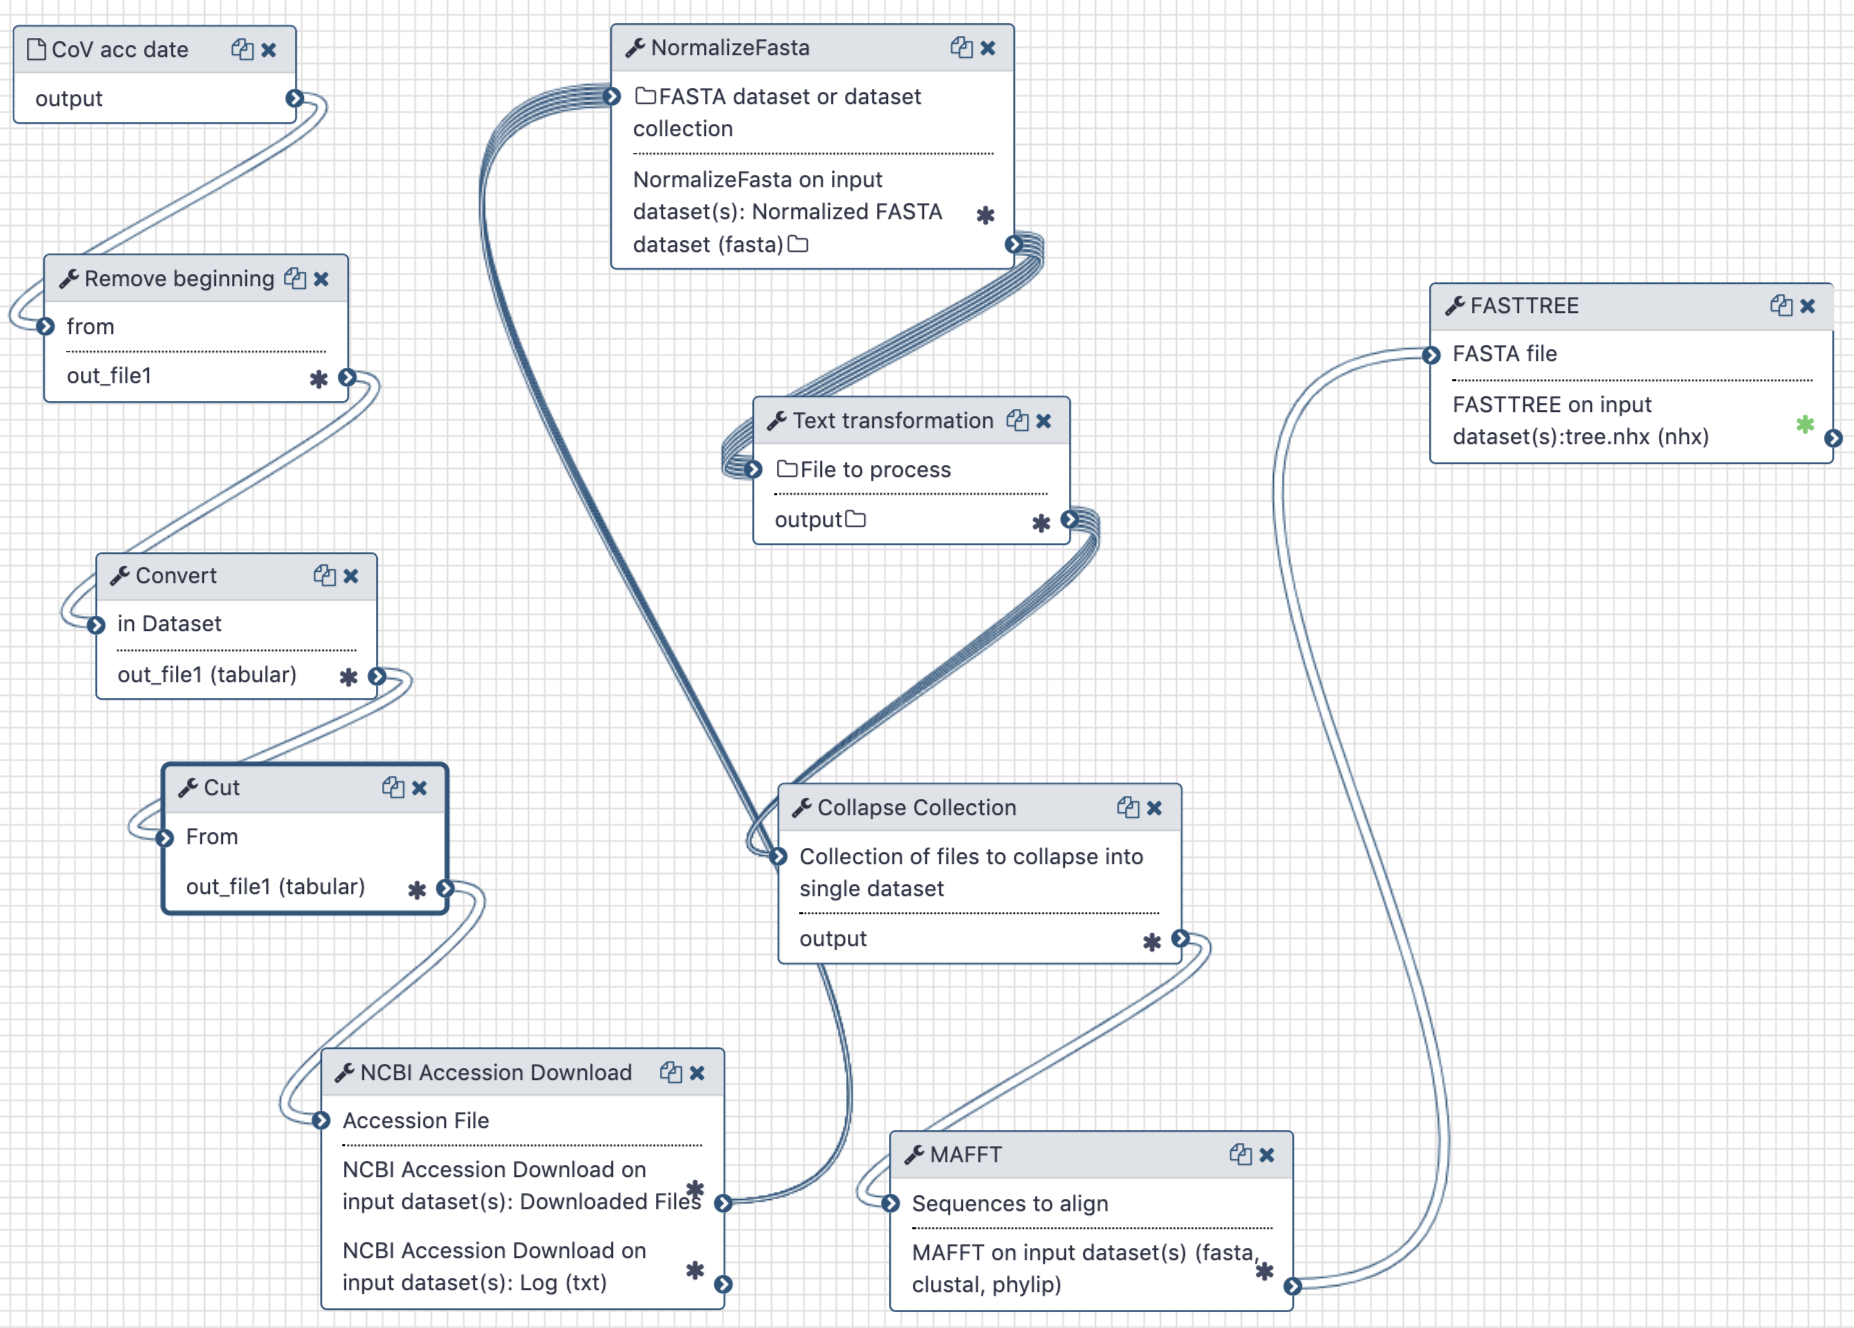 CoV acc date
output
Remove beginning
from
out_file1
Convert
in Dataset
out_file1 (tabular)
Cut
From
out_file1 (tabular)
NCBI Accession Download
Accession File
NCBI Accession Download on
input dataset(s): Downloaded Files
NCBI Accession Download on
input dataset(s): Log (txt)
NormalizeFasta
FASTA dataset or dataset
collection
NormalizeFasta on input
dataset(s): Normalized FASTA
dataset (fasta)
Text transformation
File to process
output
Collapse Collection
Collection of files to collapse into
single dataset
output
MAFFT
Sequences to align
MAFFT on input dataset(s) (fasta,
clustal, phylip)
FASTTREE
FASTA file
FASTTREE on input
dataset(s):tree.nhx (nhx)